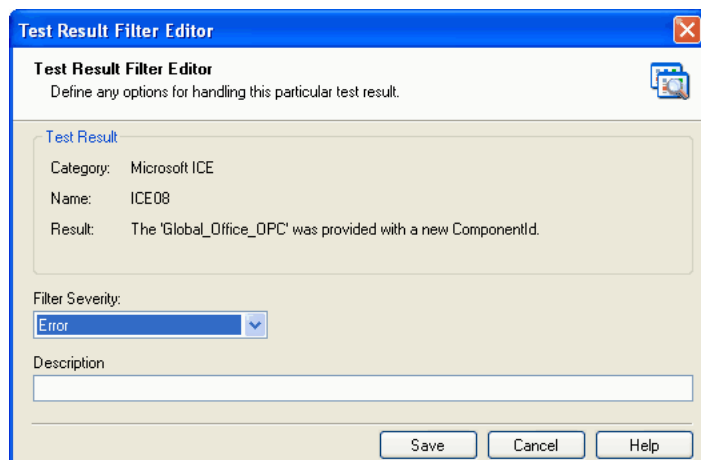 Test Result Filter Editor
Test Result Filter Editor
Define any options for handling this particular test result.
Test Result
Category: Microsoft ICE
Name: ICE08
Result: The 'Global_Office_OPC' was provided with a new ComponentId.
Filter Severity:
Error
Description
Save Cancel Help